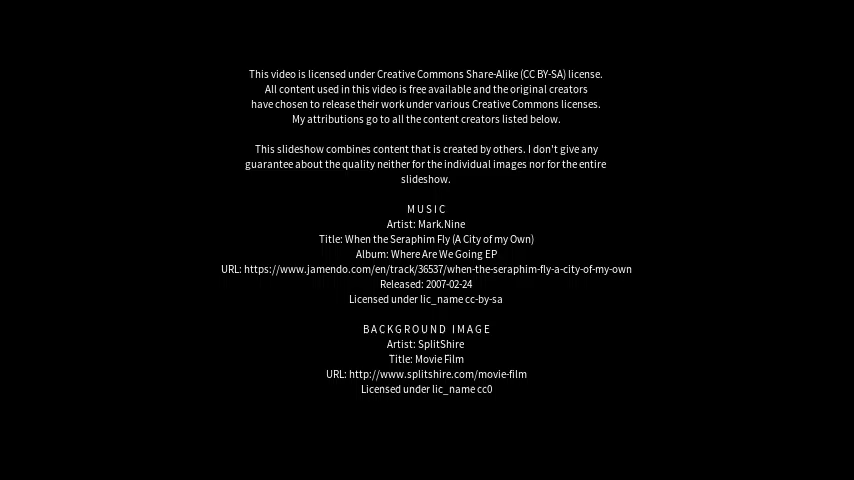 This video is licensed under Creative Commons Share-Alike (CC BY-SA) license.
All content used in this video is free available and the original creators
have chosen to release their work under various Creative Commons licenses.
My attributions go to all the content creators listed below.
This slideshow combines content that is created by others. I don't give any
guarantee about the quality neither for the individual images nor for the entire
slideshow.
MUSIC
Artist: Mark.Nine
Title: When the Seraphim Fly (A City of my Own)
Album: Where Are We Going EP
URL: https://www.jamendo.com/en/track/36537/when-the-seraphim-fly-a-city-of-my-own
Released: 2007-02-24
Licensed under lic_name cc-by-sa
BACKGROUND IMAGE
Artist: SplitShire
Title: Movie Film
URL: http://www.splitshire.com/movie-film
Licensed under lic_name cc0